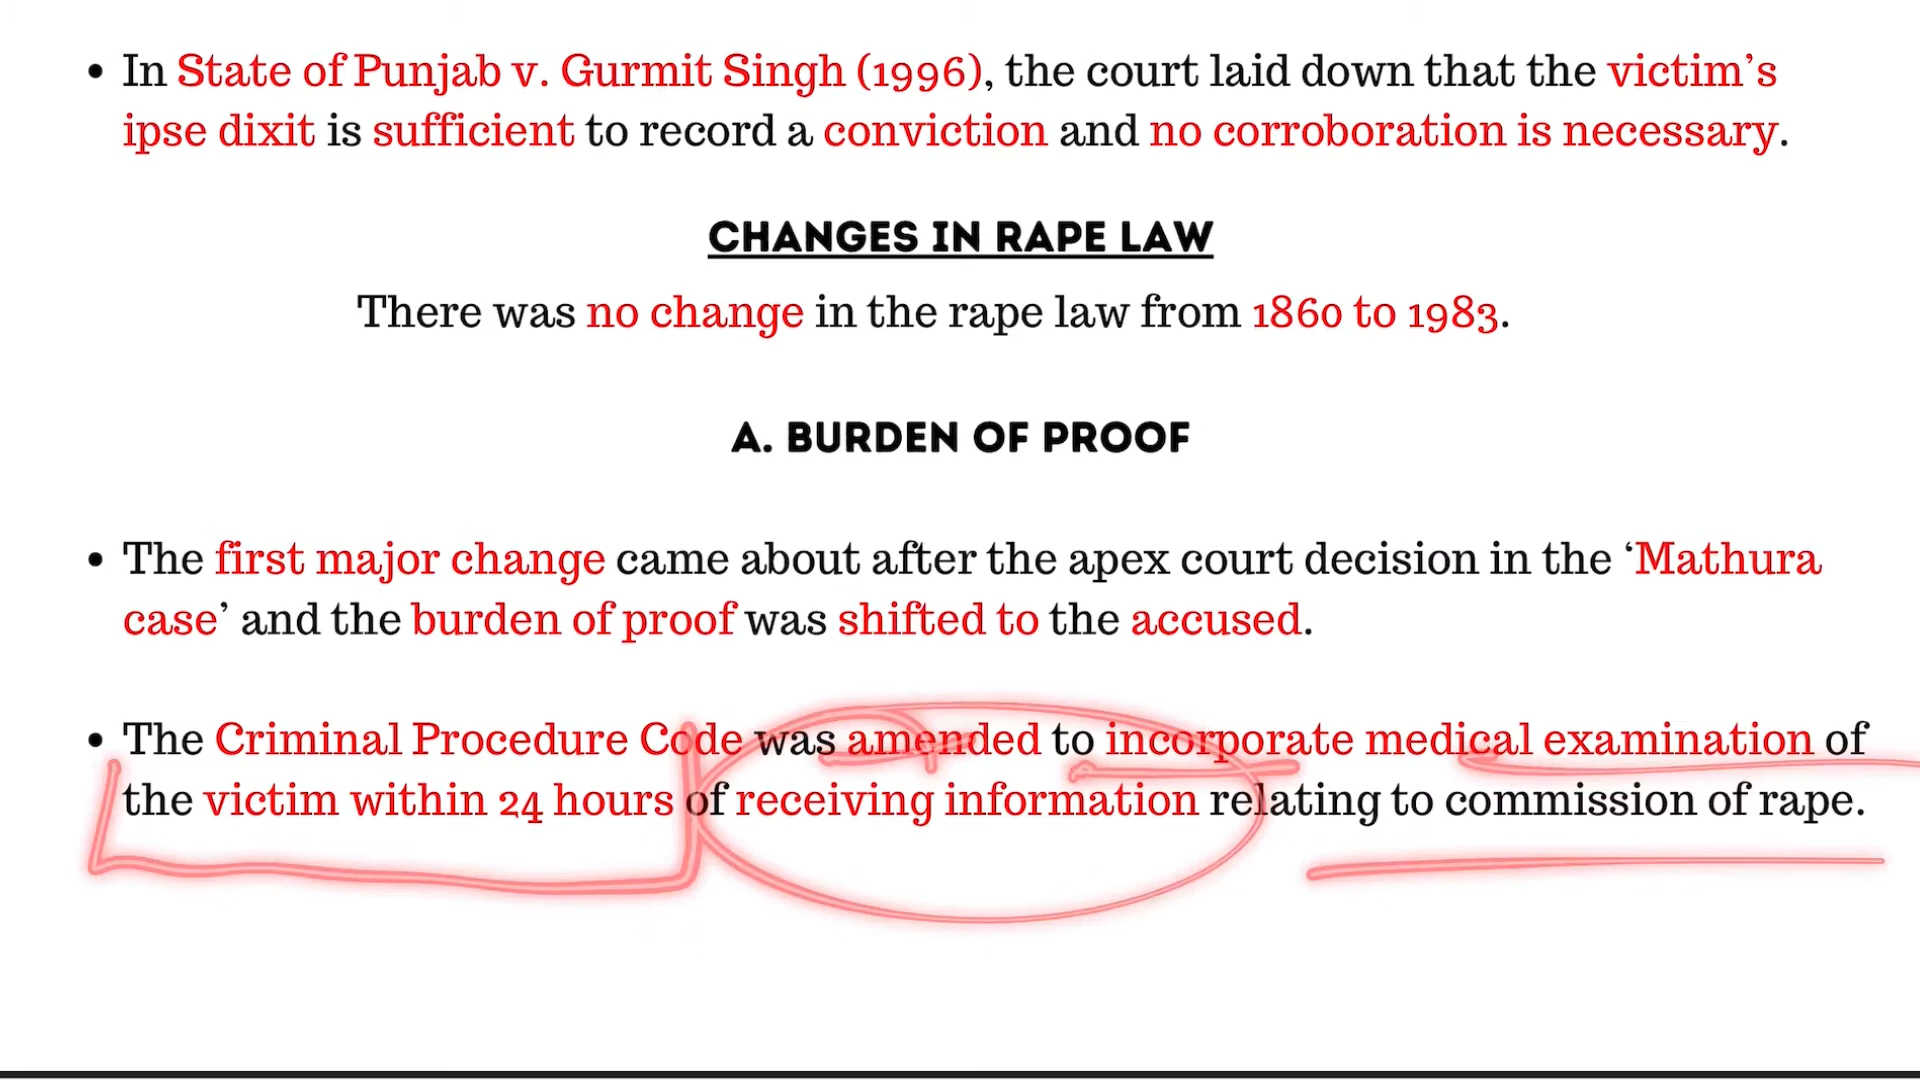 • In State of Punjab v. Gurmit Singh (1996), the court laid down that the victim's
ipse dixit is sufficient to record a conviction and no corroboration is necessary.
CHANGES IN RAPE LAW
There was no change in the rape law from 1860 to 1983.
A. BURDEN OF PROOF
• The first major change came about after the apex court decision in the ‘Mathura
case’ and the burden of proof was shifted to the accused.
• The Criminal Procedure Code was amended to incorporate medical examination of
the victim within 24 hours of receiving information relating to commission of rape.